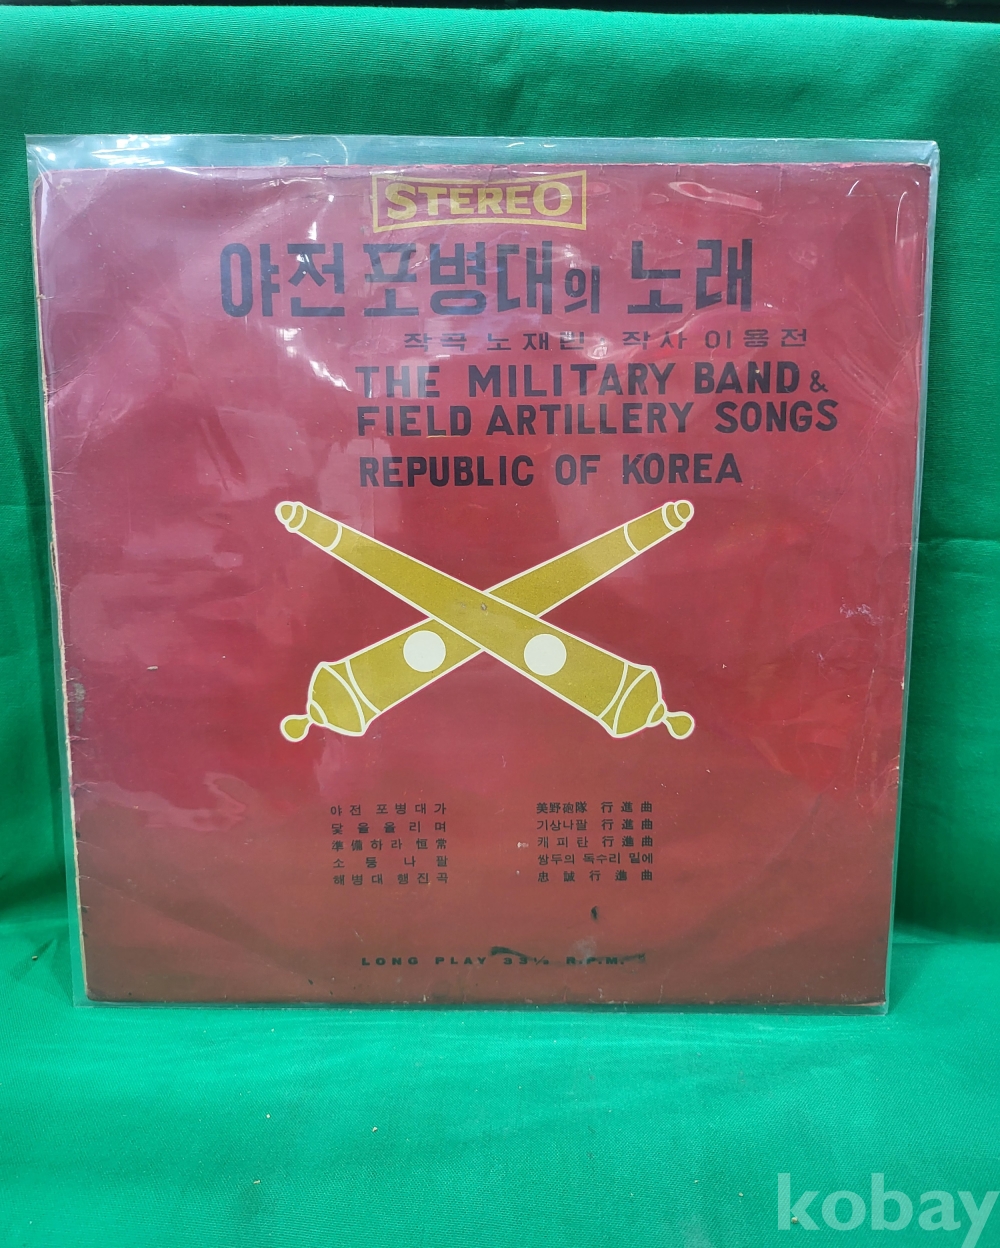 STEREO
야전포병대의 노래
작곡 노재민, 작사 이용전
THE MILITARY BAND &
FIELD ARTILLERY SONGS
REPUBLIC OF KOREA
야전 포병대가
닻을올리며
準備하라 恒常
소등나팔
해병대 행진곡
美野砲隊 行進曲
기상나팔 行進曲
캐피탄 行進曲
쌍두의 독수리 밑에
忠誠行進曲
LONG PLAY 33⅓ R.P.M.
kobay